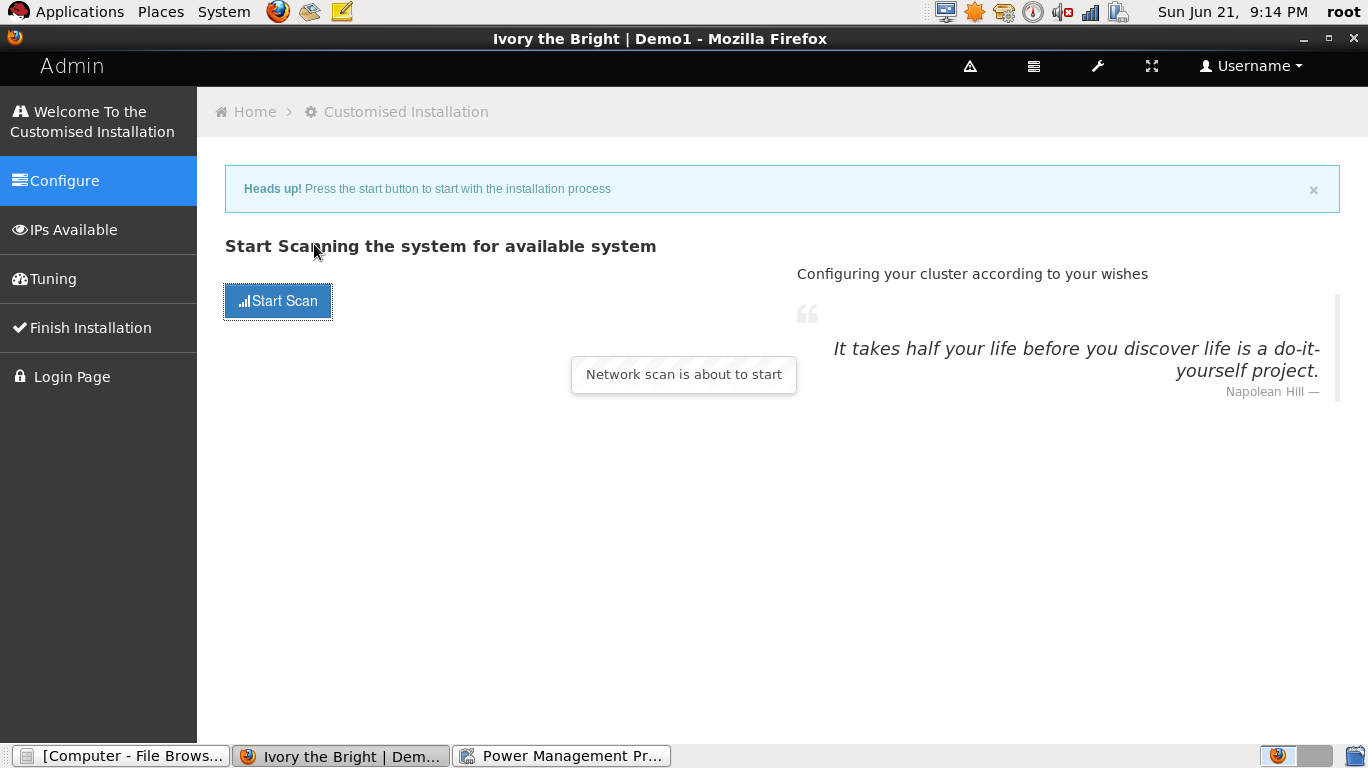 Applications Places System Sun Jun 21, 9:14 PM root
Ivory the Bright | Demo1 - Mozilla Firefox
Admin Username
Welcome To the
Customised Installation
Configure
IPs Available
Tuning
Finish Installation
Login Page
Home > Customised Installation
Heads up! Press the start button to start with the installation process ×
Start Scanning the system for available system
Start Scan
Configuring your cluster according to your wishes
“
It takes half your life before you discover life is a do-it-
yourself project.
Napolean Hill —
Network scan is about to start
[Computer - File Brows... Ivory the Bright | Dem... Power Management Pr...